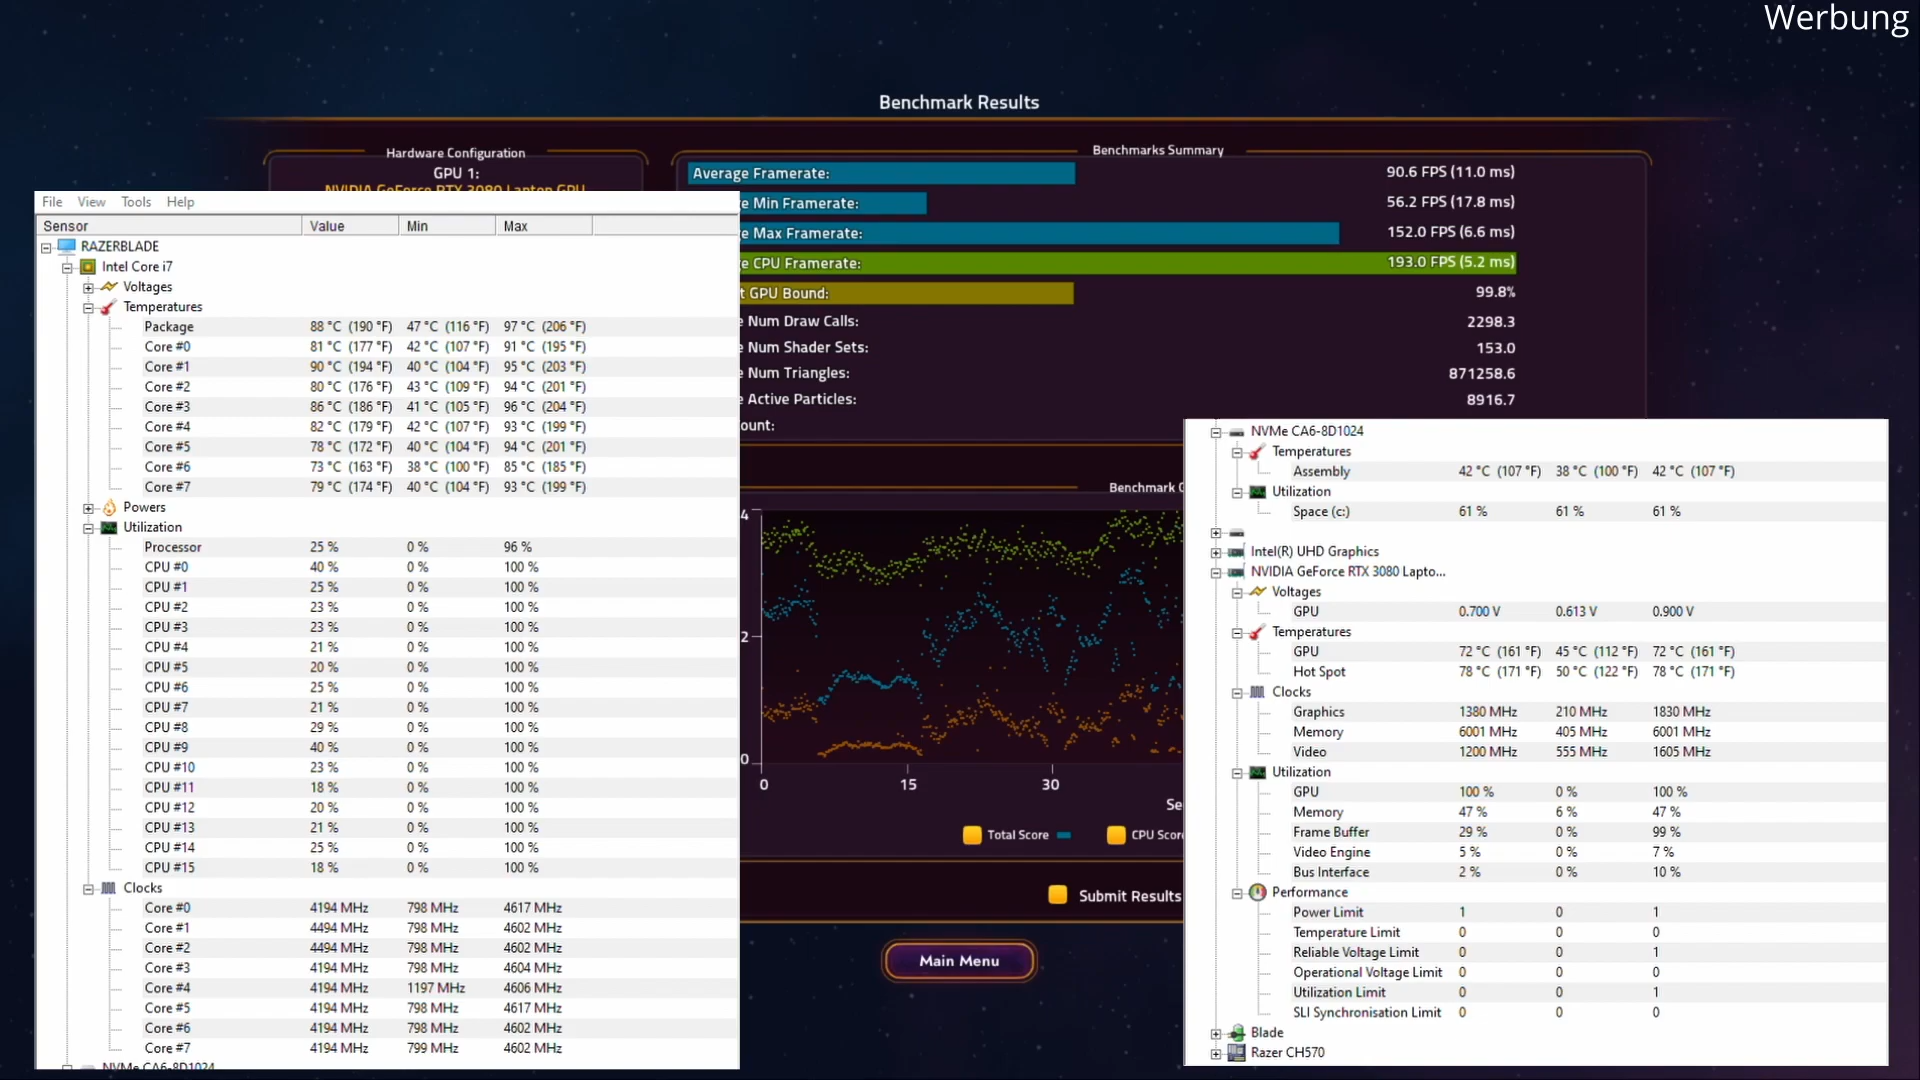 Werbung
Benchmark Results
Hardware Configuration
GPU 1:
NVIDIA GeForce RTX 3080 Laptop GPU
Benchmarks Summary
Average Framerate: 90.6 FPS (11.0 ms)
e Min Framerate: 56.2 FPS (17.8 ms)
e Max Framerate: 152.0 FPS (6.6 ms)
e CPU Framerate: 193.0 FPS (5.2 ms)
t GPU Bound: 99.8%
e Num Draw Calls: 2298.3
e Num Shader Sets: 153.0
e Num Triangles: 871258.6
e Active Particles: 8916.7
ount:
File View Tools Help
Sensor Value Min Max
RAZERBLADE
Intel Core i7
Voltages
Temperatures
Package 88 °C (190 °F) 47 °C (116 °F) 97 °C (206 °F)
Core #0 81 °C (177 °F) 42 °C (107 °F) 91 °C (195 °F)
Core #1 90 °C (194 °F) 40 °C (104 °F) 95 °C (203 °F)
Core #2 80 °C (176 °F) 43 °C (109 °F) 94 °C (201 °F)
Core #3 86 °C (186 °F) 41 °C (105 °F) 96 °C (204 °F)
Core #4 82 °C (179 °F) 42 °C (107 °F) 93 °C (199 °F)
Core #5 78 °C (172 °F) 40 °C (104 °F) 94 °C (201 °F)
Core #6 73 °C (163 °F) 38 °C (100 °F) 85 °C (185 °F)
Core #7 79 °C (174 °F) 40 °C (104 °F) 93 °C (199 °F)
Powers
Utilization
Processor 25 % 0 % 96 %
CPU #0 40 % 0 % 100 %
CPU #1 25 % 0 % 100 %
CPU #2 23 % 0 % 100 %
CPU #3 23 % 0 % 100 %
CPU #4 21 % 0 % 100 %
CPU #5 20 % 0 % 100 %
CPU #6 25 % 0 % 100 %
CPU #7 21 % 0 % 100 %
CPU #8 29 % 0 % 100 %
CPU #9 40 % 0 % 100 %
CPU #10 23 % 0 % 100 %
CPU #11 18 % 0 % 100 %
CPU #12 20 % 0 % 100 %
CPU #13 21 % 0 % 100 %
CPU #14 25 % 0 % 100 %
CPU #15 18 % 0 % 100 %
Clocks
Core #0 4194 MHz 798 MHz 4617 MHz
Core #1 4494 MHz 798 MHz 4602 MHz
Core #2 4494 MHz 798 MHz 4602 MHz
Core #3 4194 MHz 798 MHz 4604 MHz
Core #4 4194 MHz 1197 MHz 4606 MHz
Core #5 4194 MHz 798 MHz 4617 MHz
Core #6 4194 MHz 798 MHz 4602 MHz
Core #7 4194 MHz 799 MHz 4602 MHz
NVMe CA6-8D1024
Benchmark
4
2
0
0 15 30
Se
Total Score CPU Score
Submit Results
Main Menu
NVMe CA6-8D1024
Temperatures
Assembly 42 °C (107 °F) 38 °C (100 °F) 42 °C (107 °F)
Utilization
Space (c:) 61 % 61 % 61 %
Intel(R) UHD Graphics
NVIDIA GeForce RTX 3080 Lapto...
Voltages
GPU 0.700 V 0.613 V 0.900 V
Temperatures
GPU 72 °C (161 °F) 45 °C (112 °F) 72 °C (161 °F)
Hot Spot 78 °C (171 °F) 50 °C (122 °F) 78 °C (171 °F)
Clocks
Graphics 1380 MHz 210 MHz 1830 MHz
Memory 6001 MHz 405 MHz 6001 MHz
Video 1200 MHz 555 MHz 1605 MHz
Utilization
GPU 100 % 0 % 100 %
Memory 47 % 6 % 47 %
Frame Buffer 29 % 0 % 99 %
Video Engine 5 % 0 % 7 %
Bus Interface 2 % 0 % 10 %
Performance
Power Limit 1 0 1
Temperature Limit 0 0 0
Reliable Voltage Limit 0 0 1
Operational Voltage Limit 0 0 0
Utilization Limit 0 0 1
SLI Synchronisation Limit 0 0 0
Blade
Razer CH570